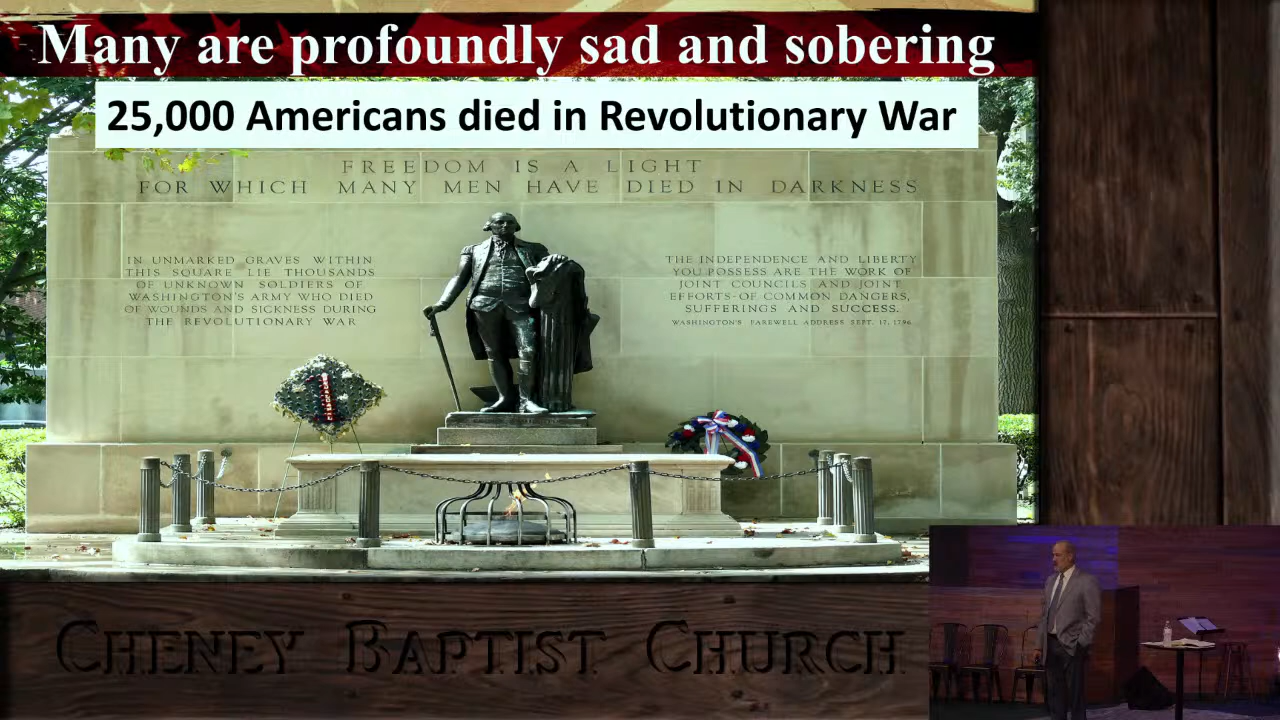 Many are profoundly sad and sobering
25,000 Americans died in Revolutionary War
FREEDOM IS A LIGHT
FOR WHICH MANY MEN HAVE DIED IN DARKNESS
IN UNMARKED GRAVES WITHIN
THIS SQUARE LIE THOUSANDS
OF UNKNOWN SOLDIERS OF
WASHINGTON'S ARMY WHO DIED
OF WOUNDS AND SICKNESS DURING
THE REVOLUTIONARY WAR
THE INDEPENDENCE AND LIBERTY
YOU POSSESS ARE THE WORK OF
JOINT COUNCILS AND JOINT
EFFORTS-OF COMMON DANGERS,
SUFFERINGS AND SUCCESS.
WASHINGTON'S FAREWELL ADDRESS SEPT. 17, 1796
CHENEY BAPTIST CHURCH